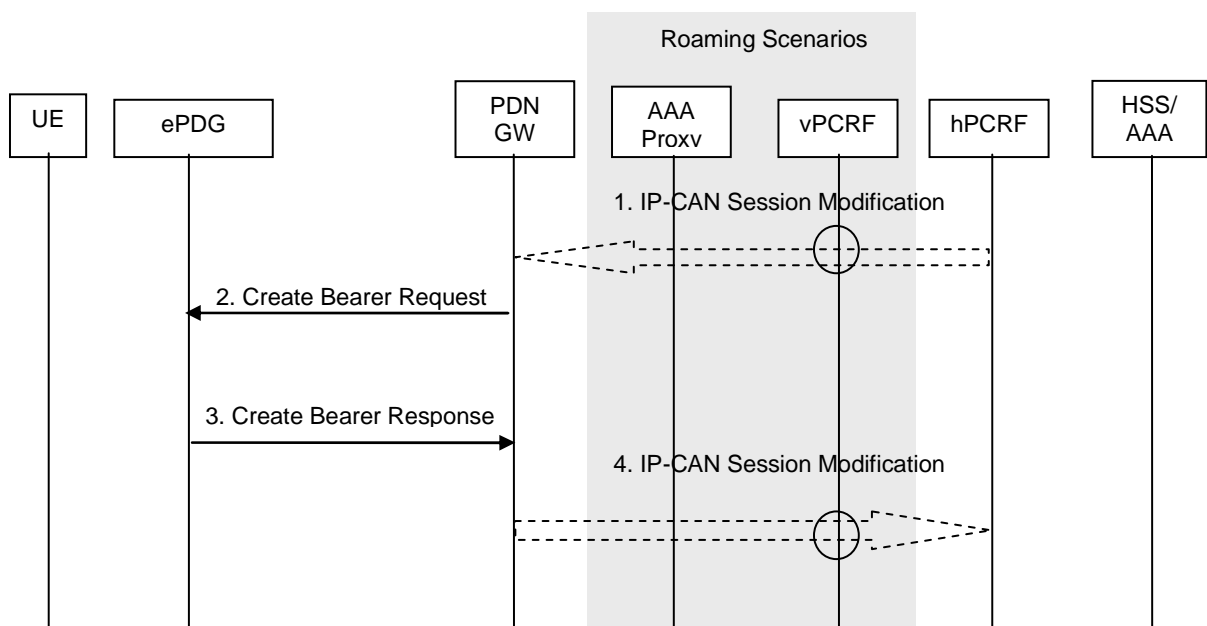 Roaming Scenarios
UE
ePDG
PDN
GW
AAA
Proxv
vPCRF
hPCRF
HSS/
AAA
1. IP-CAN Session Modification
2. Create Bearer Request
3. Create Bearer Response
4. IP-CAN Session Modification